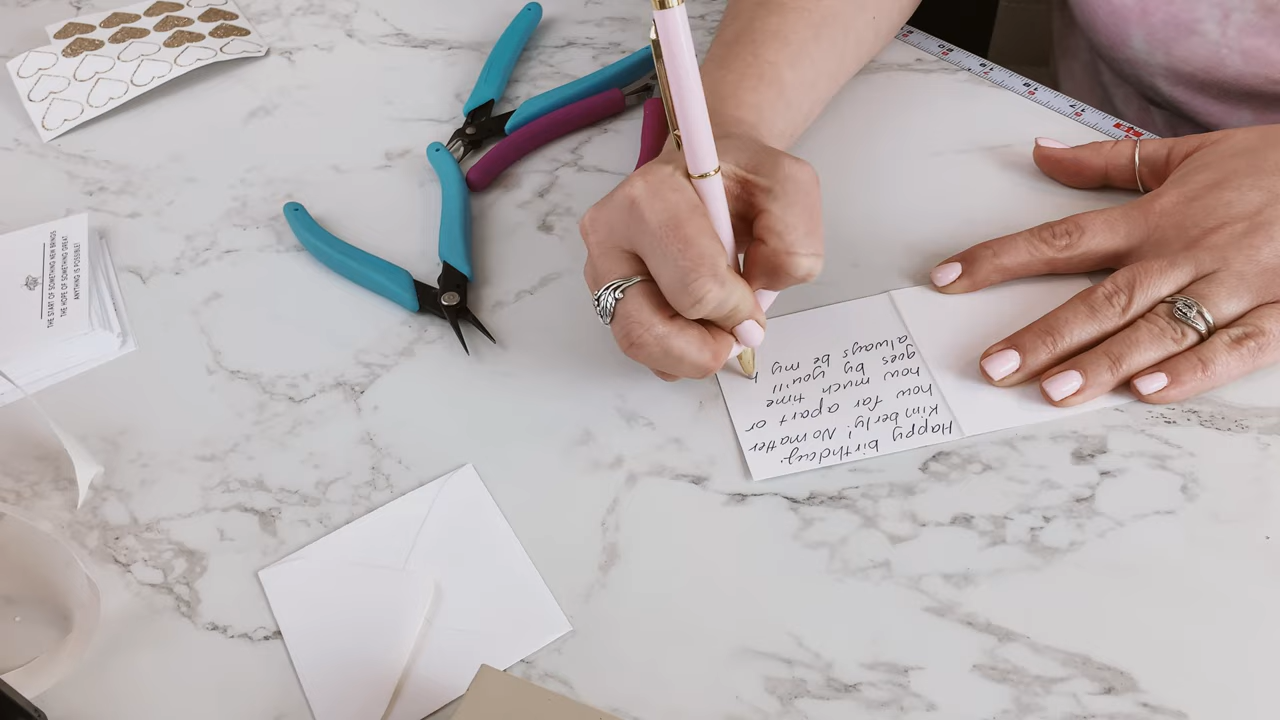 Happy birthday,
Kimberly! No matter
how far apart or
how much time
goes by you'll
always be my
THE START OF SOMETHING NEW BRINGS
THE HOPE OF SOMETHING GREAT.
ANYTHING IS POSSIBLE!